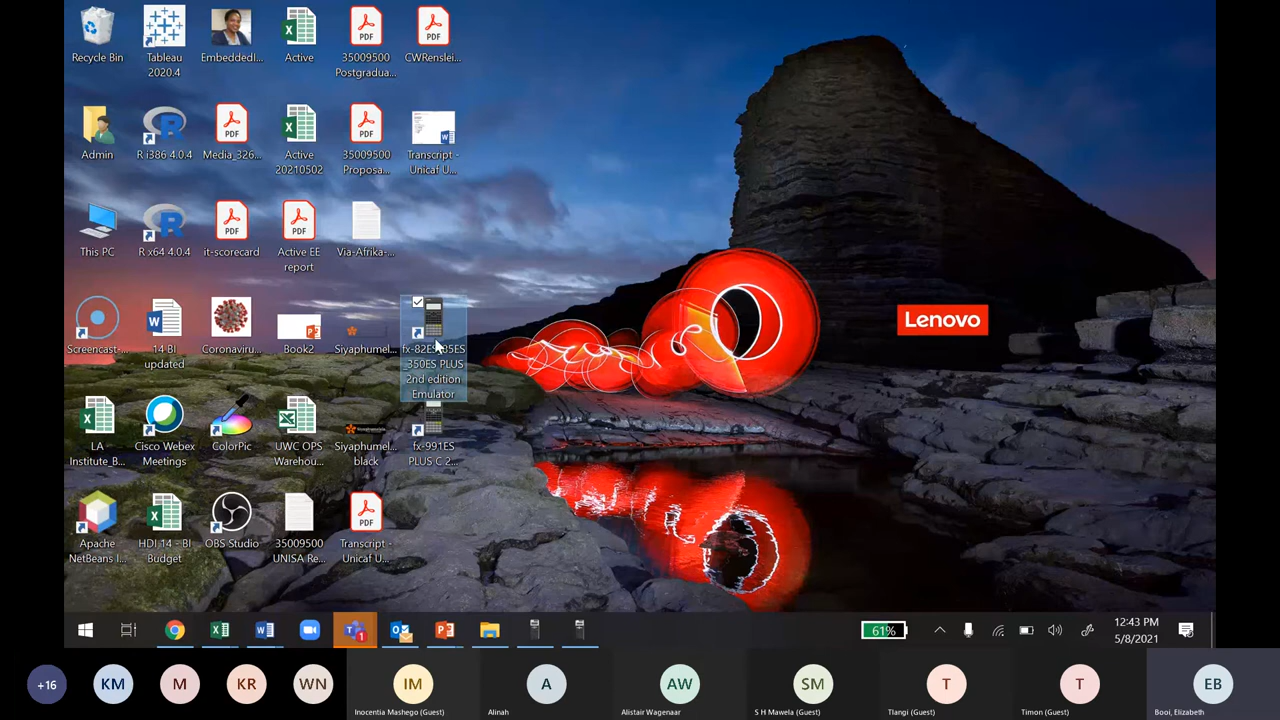 Recycle Bin
Tableau
2020.4
EmbeddedI...
Active
35009500
Postgradua...
CWRenslei...
Admin
R i386 4.0.4
Media_326...
Active
20210502
35009500
Proposa...
Transcript -
Unicaf U...
This PC
R x64 4.0.4
it-scorecard
Active EE
report
Via-Afrika-...
Screencast-...
14 BI
updated
Coronaviru...
Book2
Siyaphumel...
fx-82ES_85ES
_350ES PLUS
2nd edition
Emulator
Lenovo
LA
Institute_B...
Cisco Webex
Meetings
ColorPic
UWC OPS
Warehou...
Siyaphumel...
black
fx-991ES
PLUS C 2...
Apache
NetBeans I...
HDI 14 - BI
Budget
OBS Studio
35009500
UNISA Re...
Transcript -
Unicaf U...
PDF
PDF
PDF
PDF
PDF
PDF
PDF
PDF
61%
12:43 PM
5/8/2021
+16
KM
M
KR
WN
IM
Inocentia Mashego (Guest)
A
Alinah
AW
Alistair Wagenaar
SM
S H Mawela (Guest)
T
Tlangi (Guest)
T
Timon (Guest)
EB
Booi, Elizabeth